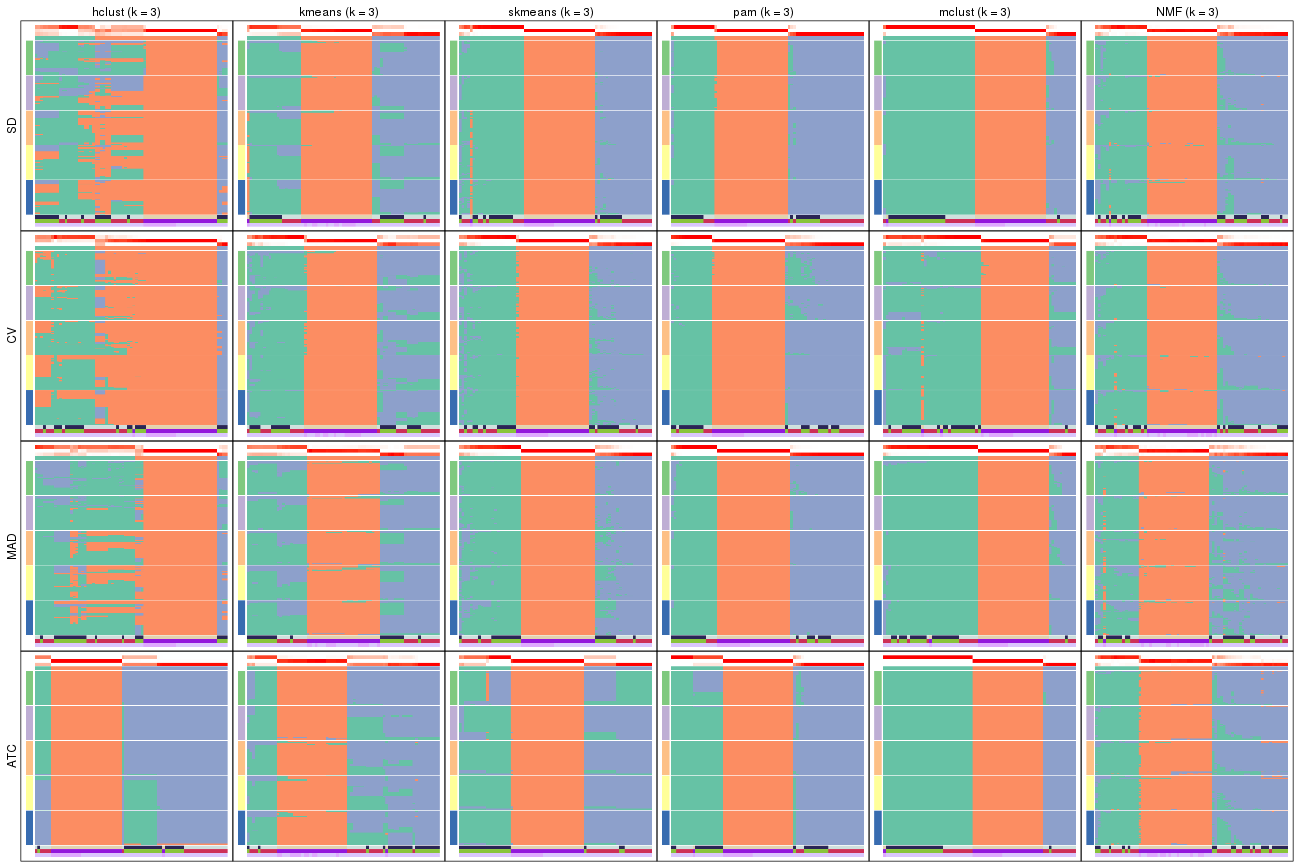 hclust (k = 3)
kmeans (k = 3)
skmeans (k = 3)
pam (k = 3)
mclust (k = 3)
NMF (k = 3)
SD
CV
MAD
ATC